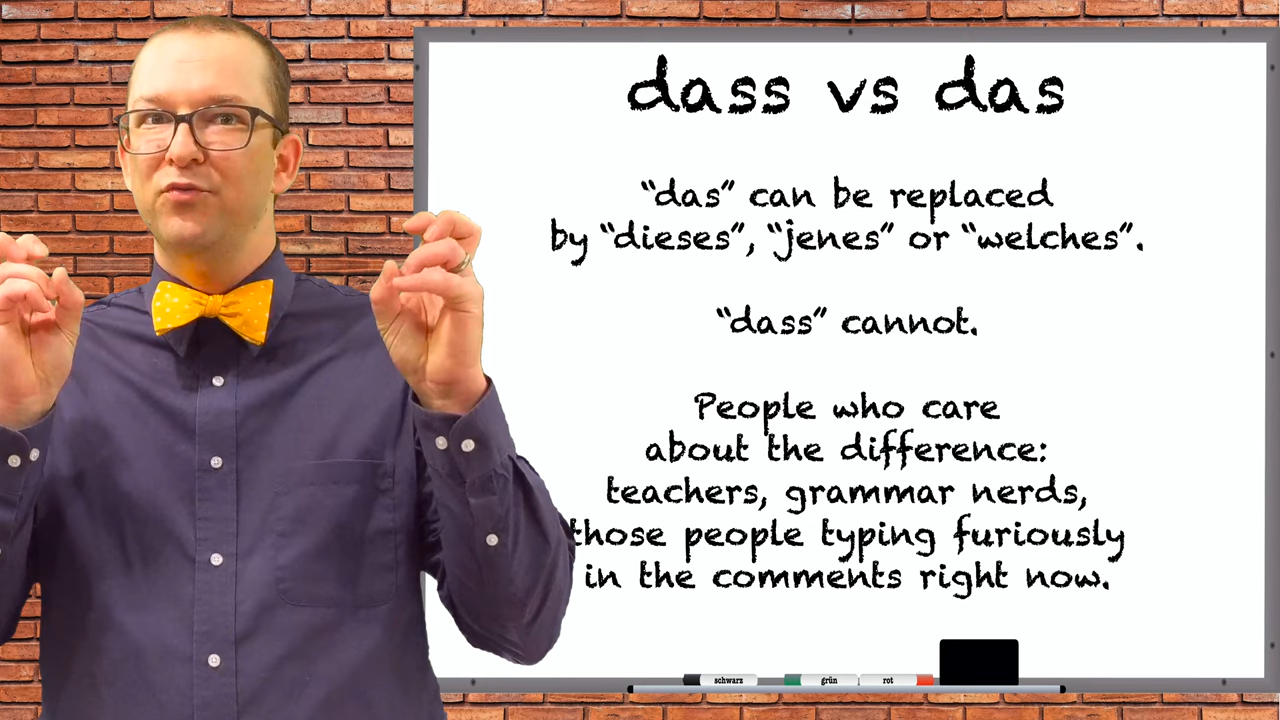 dass vs das
“das” can be replaced
by “dieses”, “jenes” or “welches”.
“dass” cannot.
People who care
about the difference:
teachers, grammar nerds,
those people typing furiously
in the comments right now.
schwarz grün rot